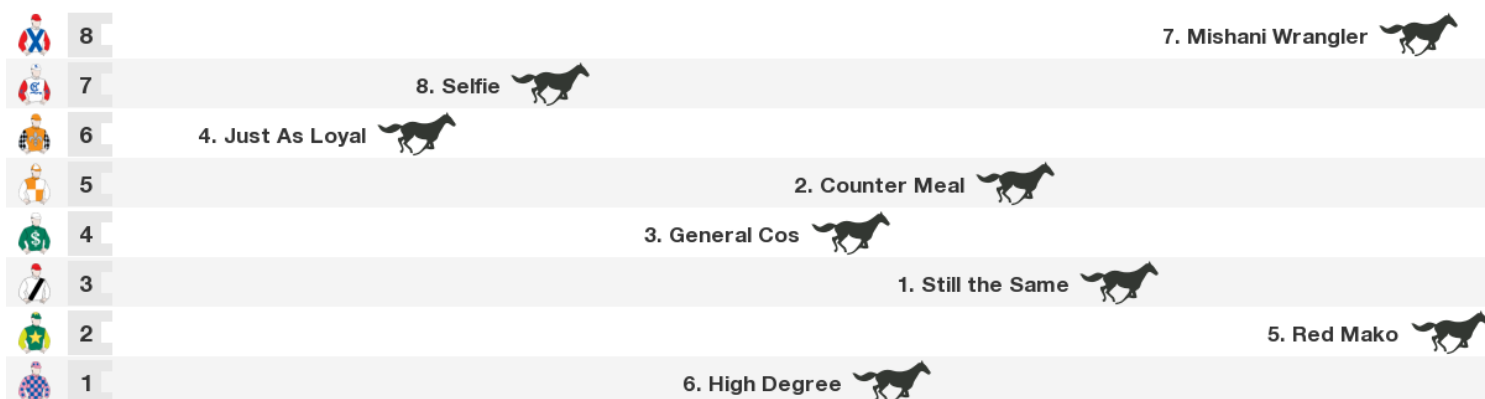 8 7. Mishani Wrangler
7 8. Selfie
6 4. Just As Loyal
5 2. Counter Meal
$ 4 3. General Cos
3 1. Still the Same
2 5. Red Mako
1 6. High Degree